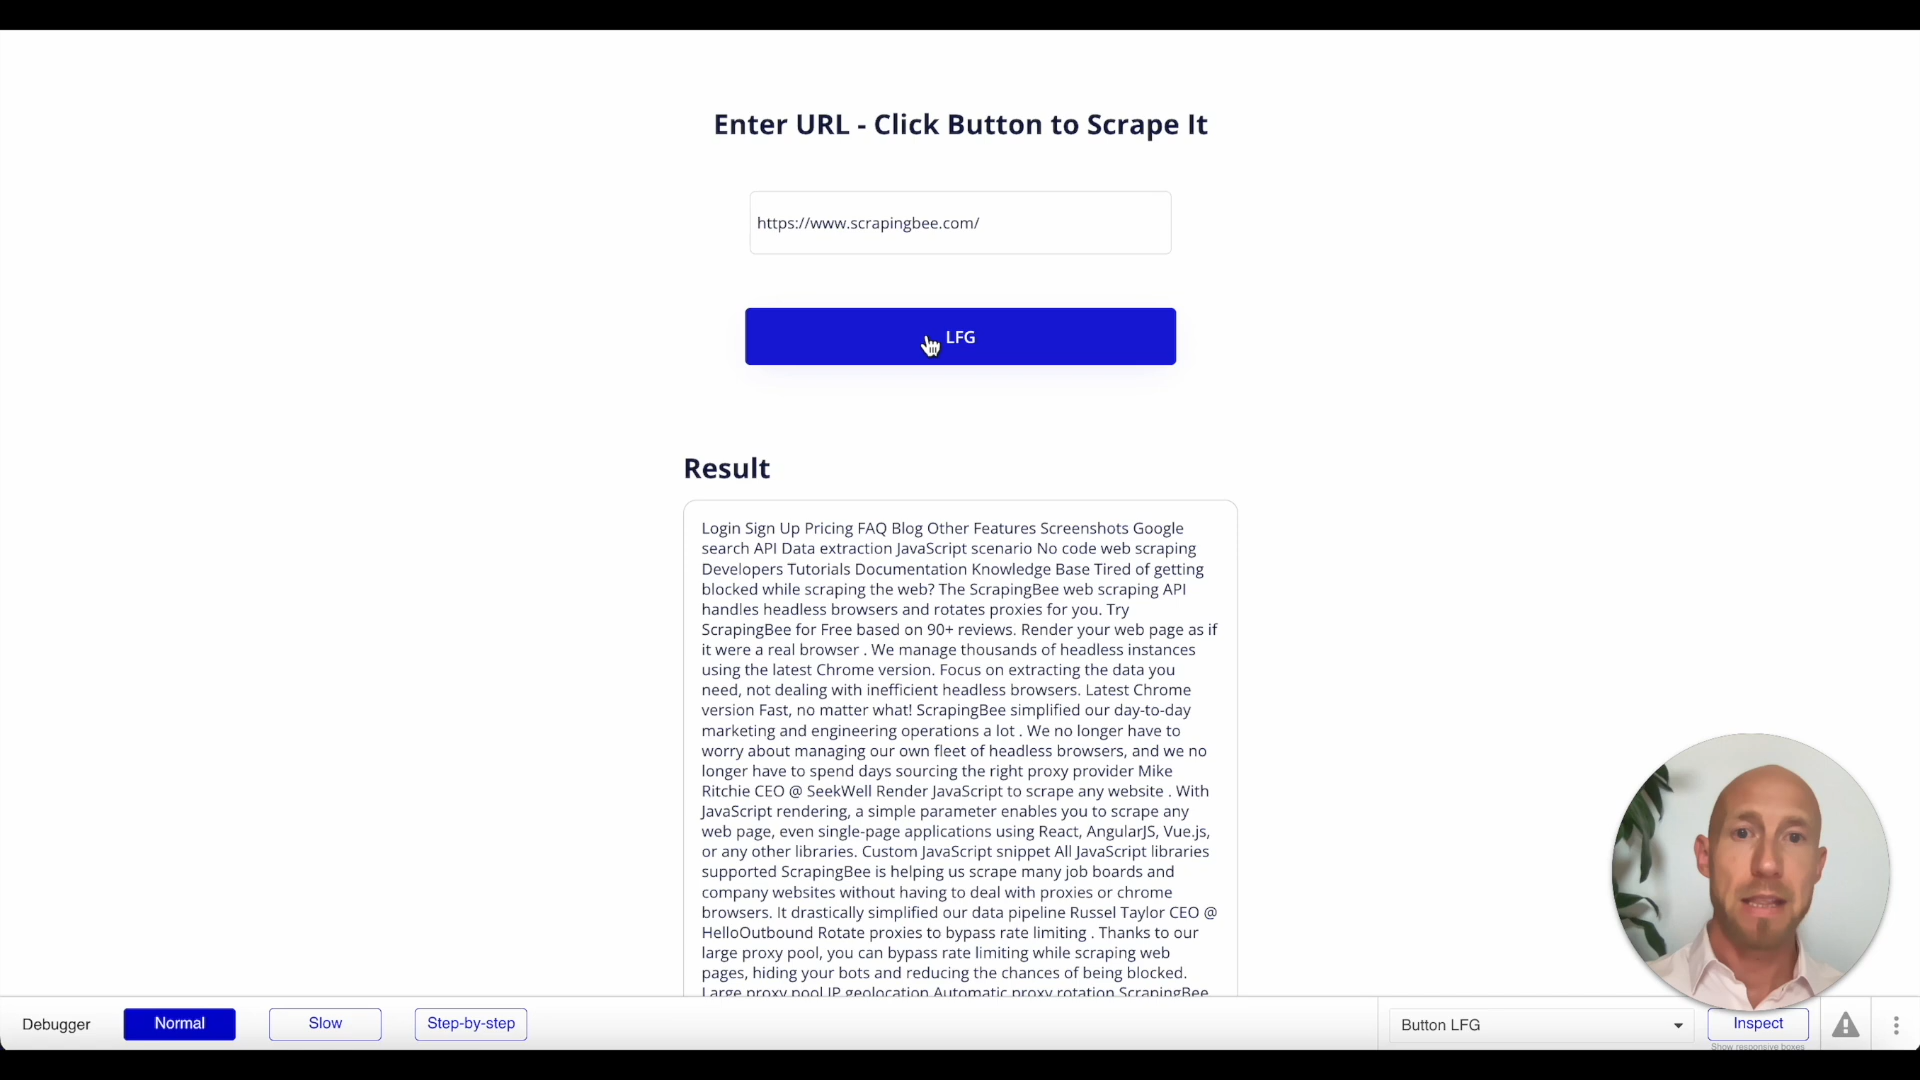 Enter URL - Click Button to Scrape It
https://www.scrapingbee.com/
LFG
Result
Login Sign Up Pricing FAQ Blog Other Features Screenshots Google
search API Data extraction JavaScript scenario No code web scraping
Developers Tutorials Documentation Knowledge Base Tired of getting
blocked while scraping the web? The ScrapingBee web scraping API
handles headless browsers and rotates proxies for you. Try
ScrapingBee for Free based on 90+ reviews. Render your web page as if
it were a real browser . We manage thousands of headless instances
using the latest Chrome version. Focus on extracting the data you
need, not dealing with inefficient headless browsers. Latest Chrome
version Fast, no matter what! ScrapingBee simplified our day-to-day
marketing and engineering operations a lot . We no longer have to
worry about managing our own fleet of headless browsers, and we no
longer have to spend days sourcing the right proxy provider Mike
Ritchie CEO @ SeekWell Render JavaScript to scrape any website . With
JavaScript rendering, a simple parameter enables you to scrape any
web page, even single-page applications using React, AngularJS, Vue.js,
or any other libraries. Custom JavaScript snippet All JavaScript libraries
supported ScrapingBee is helping us scrape many job boards and
company websites without having to deal with proxies or chrome
browsers. It drastically simplified our data pipeline Russel Taylor CEO @
HelloOutbound Rotate proxies to bypass rate limiting . Thanks to our
large proxy pool, you can bypass rate limiting while scraping web
pages, hiding your bots and reducing the chances of being blocked.
Large proxy pool IP geolocation Automatic proxy rotation ScrapingBee
Debugger
Normal
Slow
Step-by-step
Button LFG
Inspect
Show responsive boxes